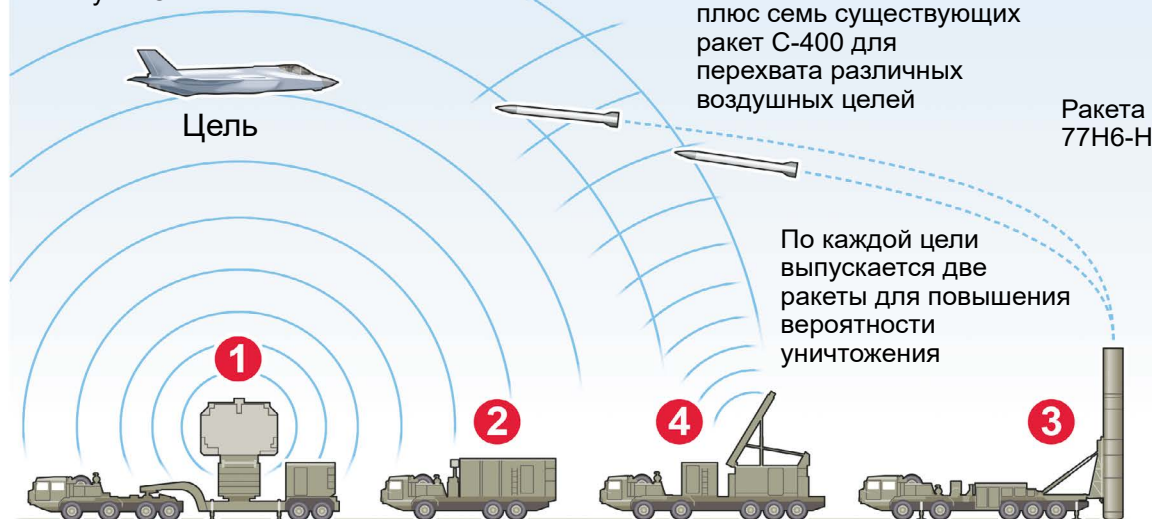 плюс семь существующих
ракет С-400 для
перехвата различных
воздушных целей
Ракета
77Н6-Н
Цель
По каждой цели
выпускается две
ракеты для повышения
вероятности
уничтожения
1
2
4
3